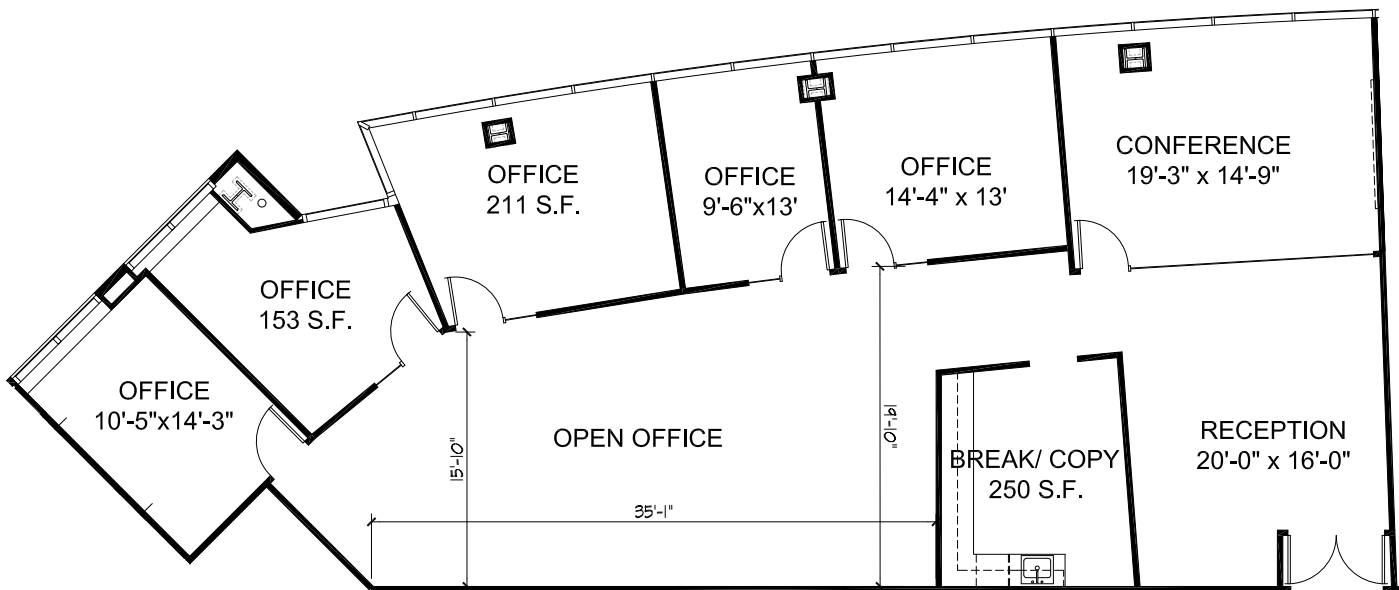 CONFERENCE
19'-3" x 14'-9"
OFFICE
14'-4" x 13'
OFFICE
211 S.F.
OFFICE
9'-6"x13'
OFFICE
153 S.F.
OFFICE
10'-5"x14'-3"
OPEN OFFICE
15'-10"
35'-1"
19'-10"
BREAK/ COPY
250 S.F.
RECEPTION
20'-0" x 16'-0"